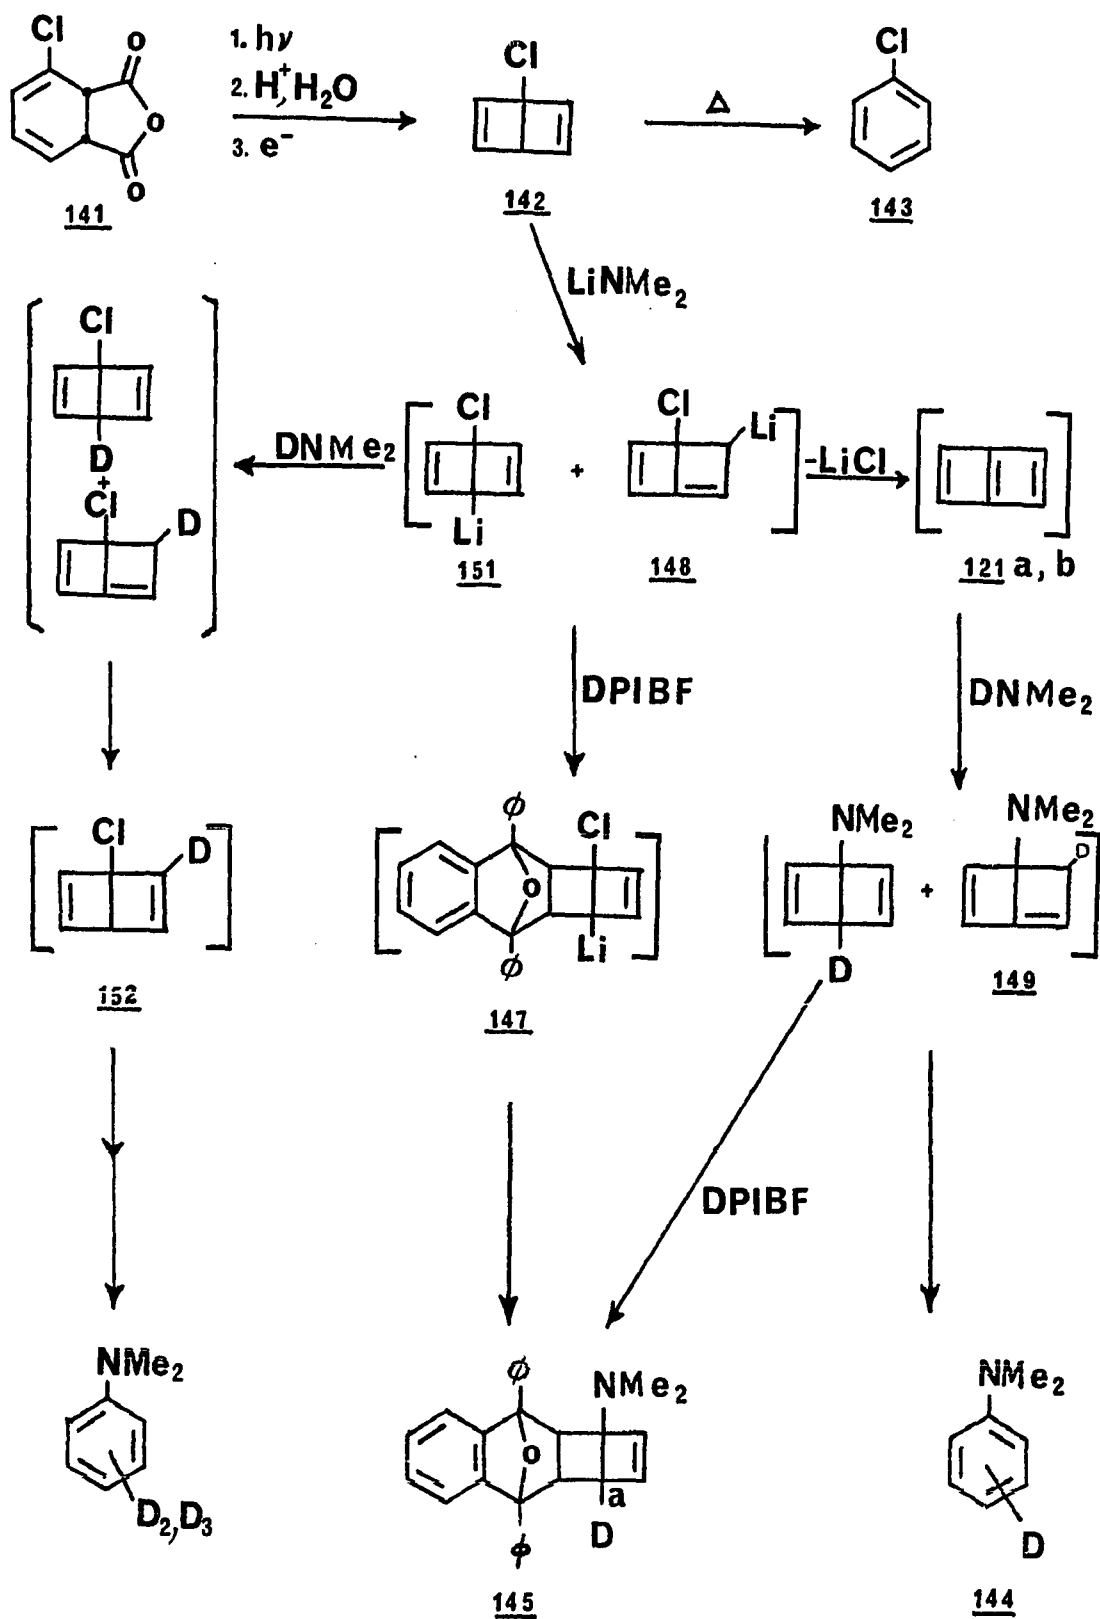 Cl
O
O
O
141
1. hν
2. H⁺, H₂O
3. e⁻
Cl
142
Δ
Cl
143
LiNMe₂
Cl
D
+
Cl
D
DNMe₂
Cl
Li
151
+
Cl
Li
148
-LiCl
121 a, b
DPIBF
DNMe₂
Cl
D
152
ϕ
Cl
O
Li
ϕ
147
NMe₂
D
+
NMe₂
D
149
DPIBF
NMe₂
D₂,D₃
ϕ
NMe₂
O
a
D
ϕ
145
NMe₂
D
144